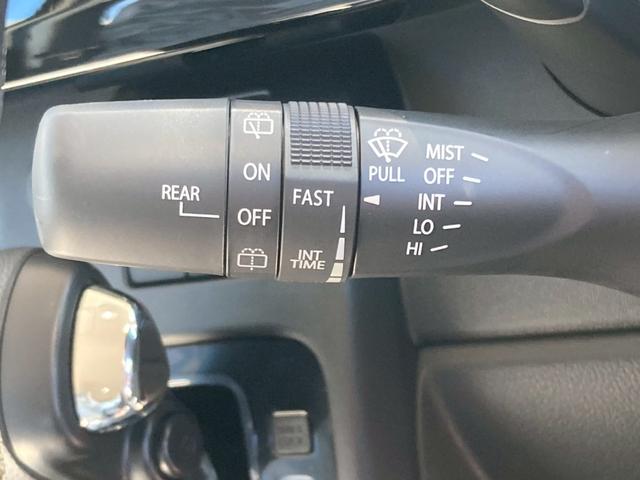 REAR
ON
OFF
FAST
INT
TIME
PULL
MIST
OFF
INT
LO
HI